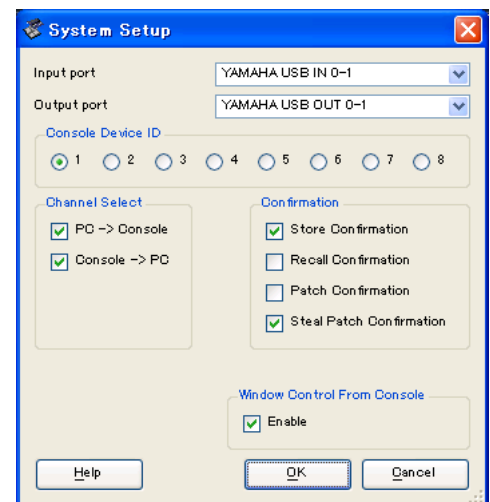 System Setup
Input port YAMAHA USB IN 0-1
Output port YAMAHA USB OUT 0-1
Console Device ID
1 2 3 4 5 6 7 8
Channel Select
PC -> Console
Console -> PC
Confirmation
Store Confirmation
Recall Confirmation
Patch Confirmation
Steal Patch Confirmation
Window Control From Console
Enable
Help OK Cancel